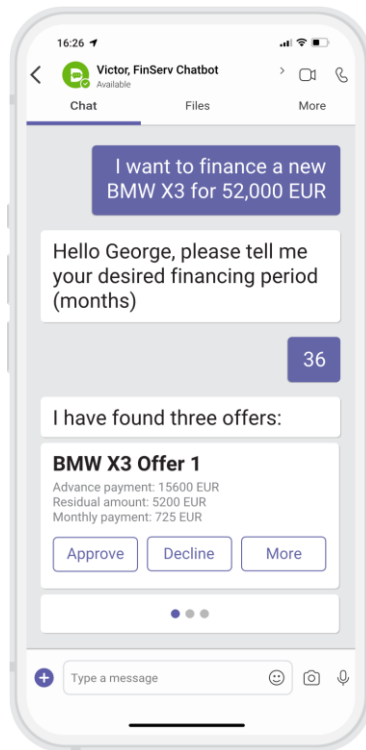 16:26
Victor, FinServ Chatbot
Available
Chat
Files
More
I want to finance a new
BMW X3 for 52,000 EUR
Hello George, please tell me
your desired financing period
(months)
36
I have found three offers:
BMW X3 Offer 1
Advance payment: 15600 EUR
Residual amount: 5200 EUR
Monthly payment: 725 EUR
Approve
Decline
More
Type a message